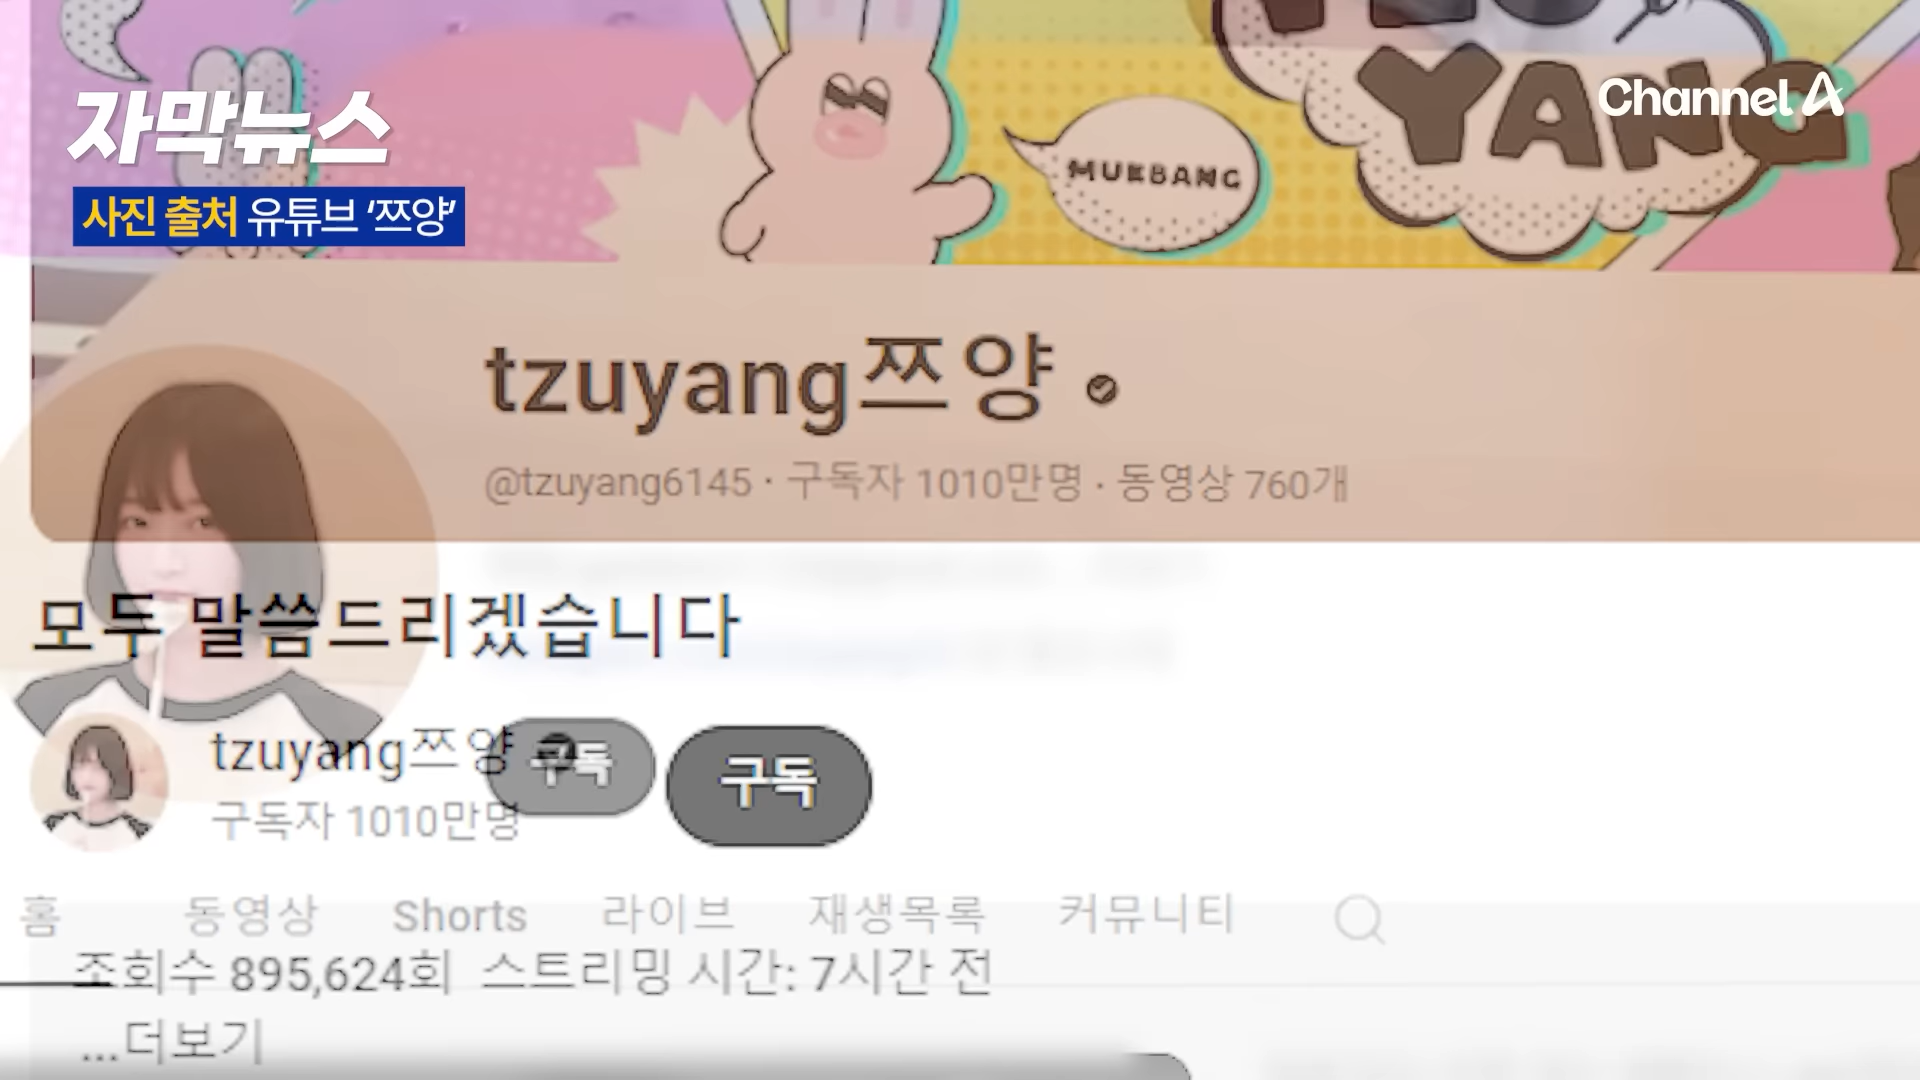 YANG
Channel A
자막뉴스
MUKBANG
사진 출처 유튜브 '쯔양'
tzuyang쯔양
@tzuyang6145 · 구독자 1010만명 · 동영상 760개
모두 말씀드리겠습니다
tzuyang쯔양
구독
구독
구독자 1010만명
홈 동영상 Shorts 라이브 재생목록 커뮤니티
조회수 895,624회 스트리밍 시간: 7시간 전
...더보기